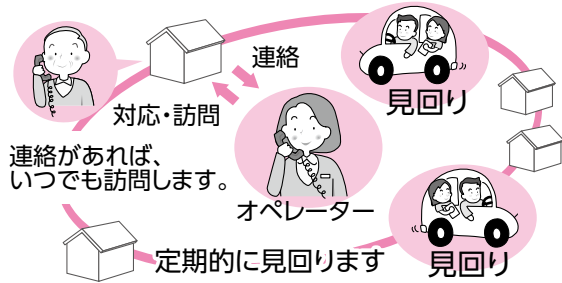 連絡
見回り
対応・訪問
連絡があれば、
いつでも訪問します。
オペレーター
定期的に見回ります
見回り